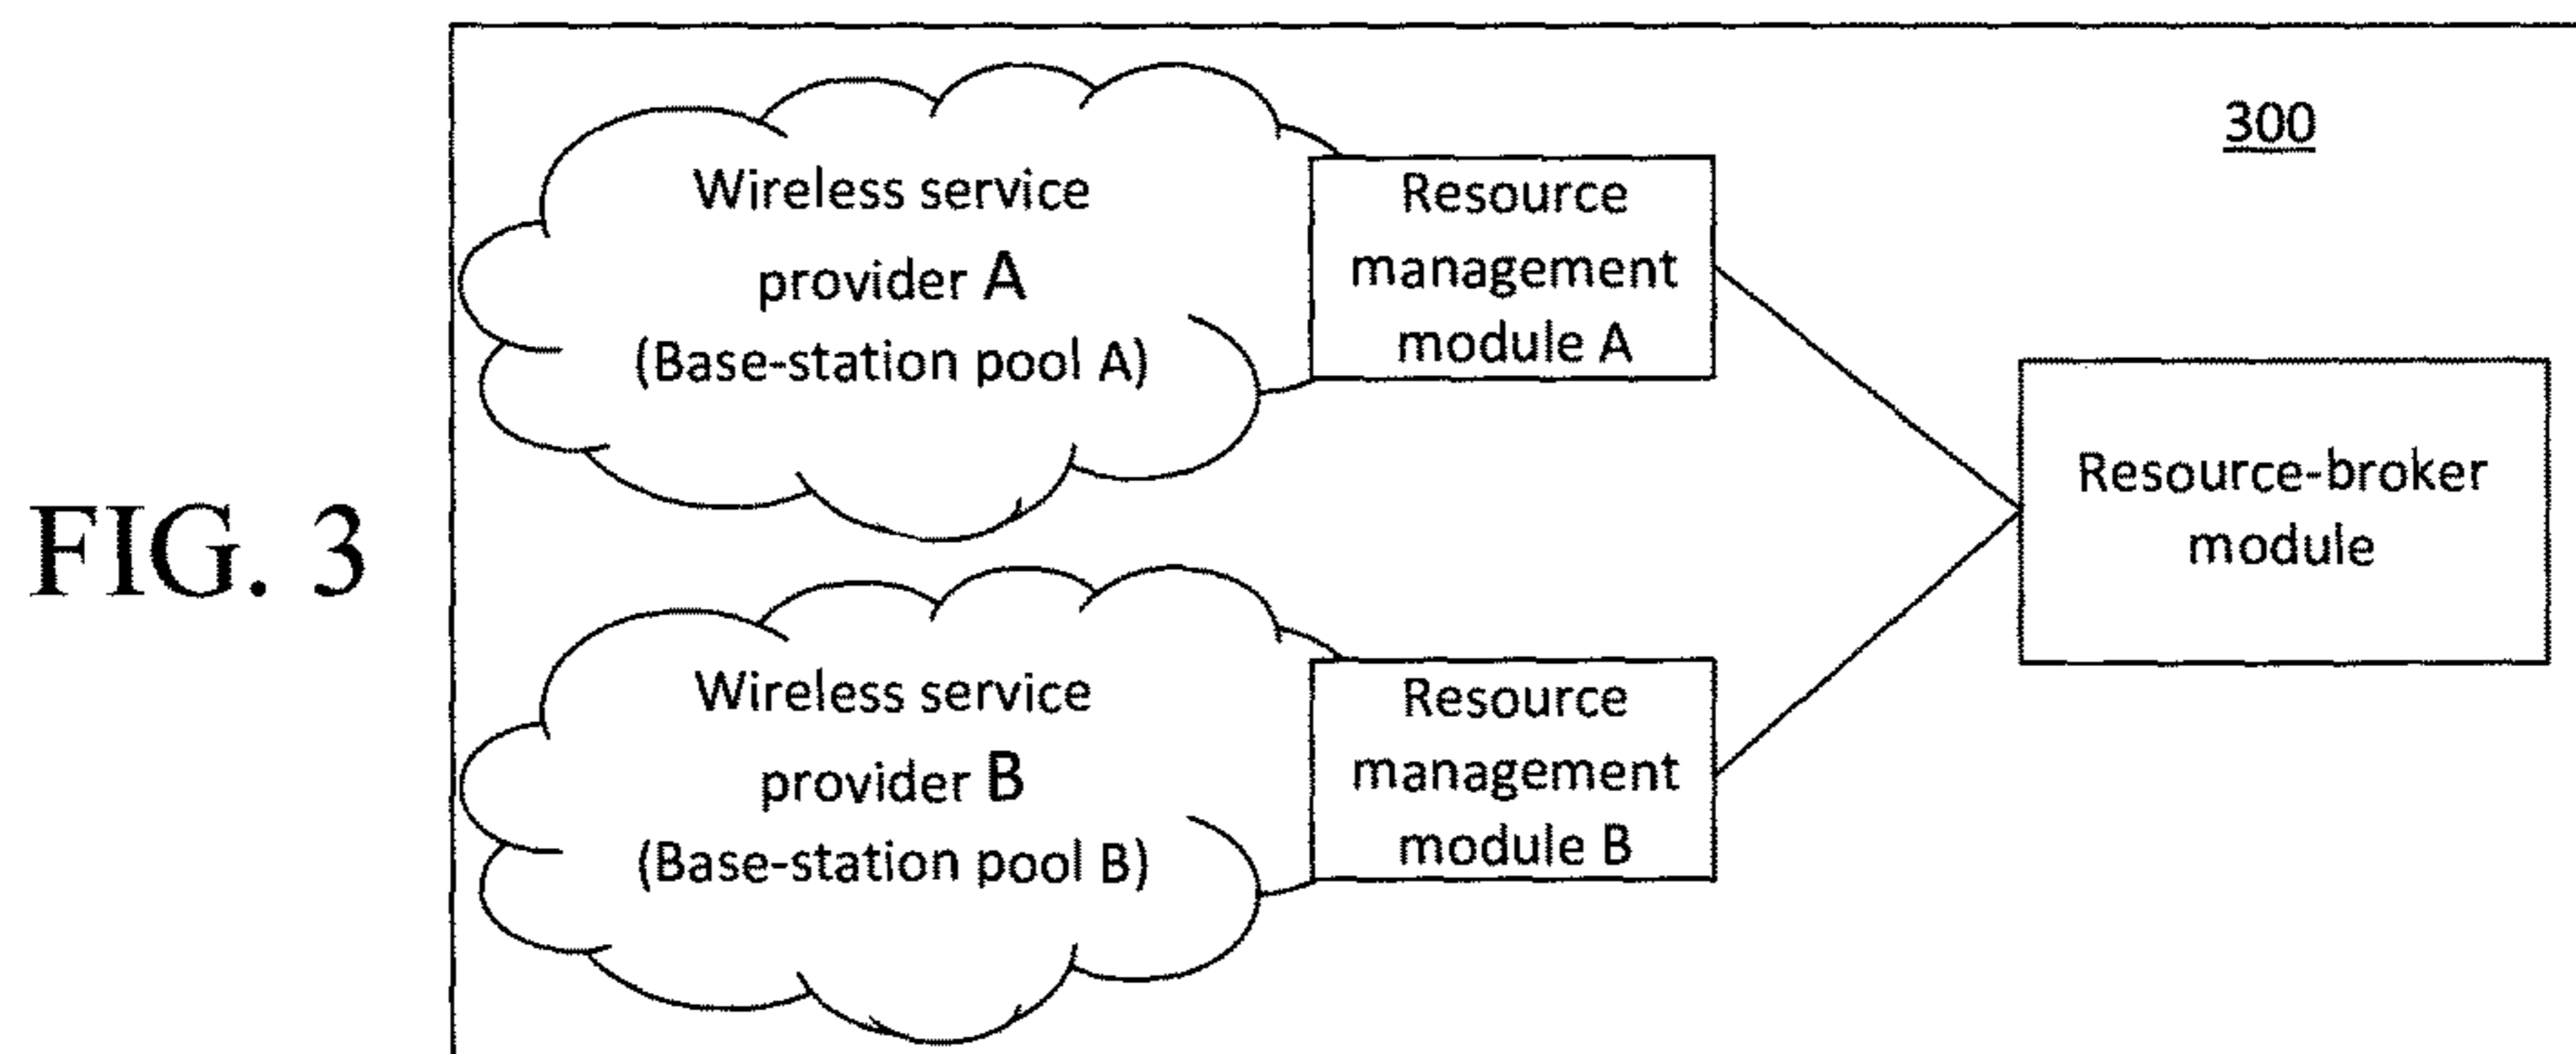 FIG. 3
300
Wireless service
provider A
(Base-station pool A)
Resource
management
module A
Resource-broker
module
Wireless service
provider B
(Base-station pool B)
Resource
management
module B